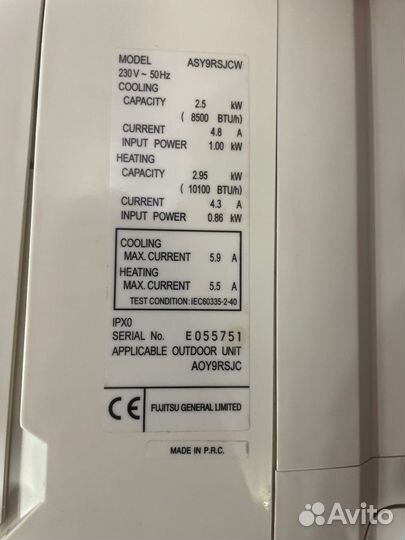 MODEL ASY9RSJCW
230 V ~ 50Hz
COOLING
CAPACITY 2.5 kW
( 8500 BTU/h)
CURRENT 4.8 A
INPUT POWER 1.00 kW
HEATING
CAPACITY 2.95 kW
( 10100 BTU/h)
CURRENT 4.3 A
INPUT POWER 0.86 kW
COOLING
MAX. CURRENT 5.9 A
HEATING
MAX. CURRENT 5.5 A
TEST CONDITION: IEC60335-2-40
IPX0
SERIAL No. E 055751
APPLICABLE OUTDOOR UNIT
AOY9RSJC
CE FUJITSU GENERAL LIMITED
MADE IN P.R.C.
Avito